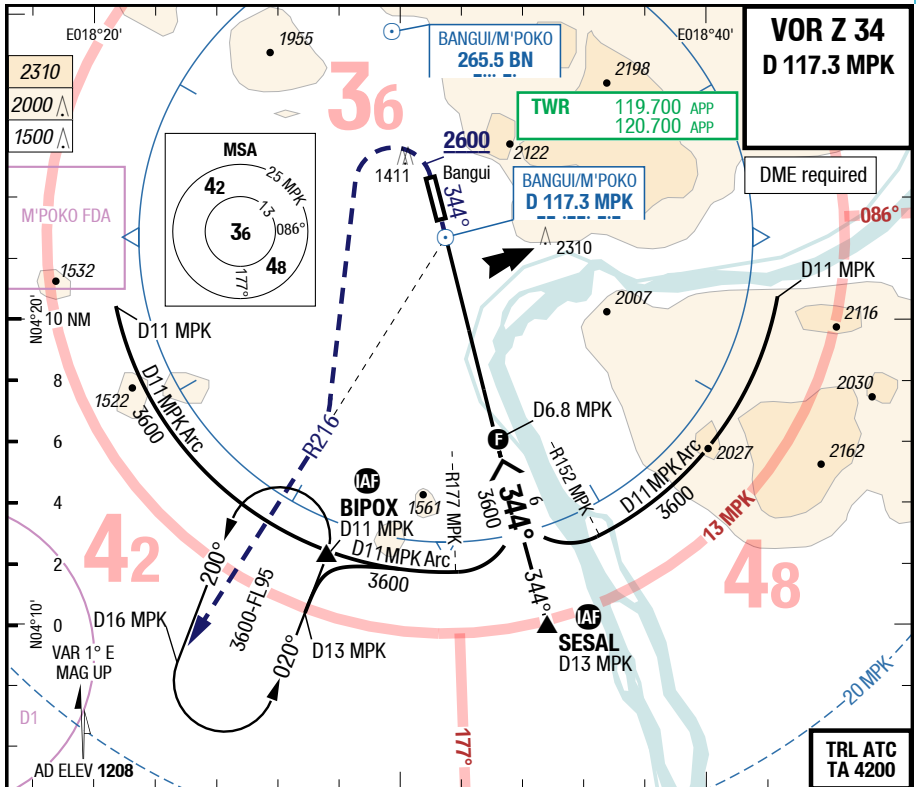 E018°20'
1955
36
BANGUI/M'POKO
265.5 BN
2198
E018°40'
VOR Z 34
D 117.3 MPK
2310
2000
1500
TWR 119.700 APP
120.700 APP
2122
MSA
42
25 MPK
13
086°
36
48
177°
1411
2600
Bangui
344°
BANGUI/M'POKO
D 117.3 MPK
2310
DME required
M'POKO FDA
086°
1532
10 NM
N04°20'
D11 MPK
D11 MPK
2007
2116
8
1522
D11MPK Arc
3600
2030
6
R216
F
D6.8 MPK
2027
2162
4
IAF
BIPOX
D11 MPK
1561
R177 MPK
3600
344°
6
R152 MPK
D11MPK Arc
3600
13 MPK
42
2
D11MPK Arc
3600
48
200°
3600-FL95
344°
N04°10'
0
D16 MPK
020°
D13 MPK
IAF
SESAL
D13 MPK
VAR 1° E
MAG UP
D1
177°
20 MPK
AD ELEV 1208
TRL ATC
TA 4200